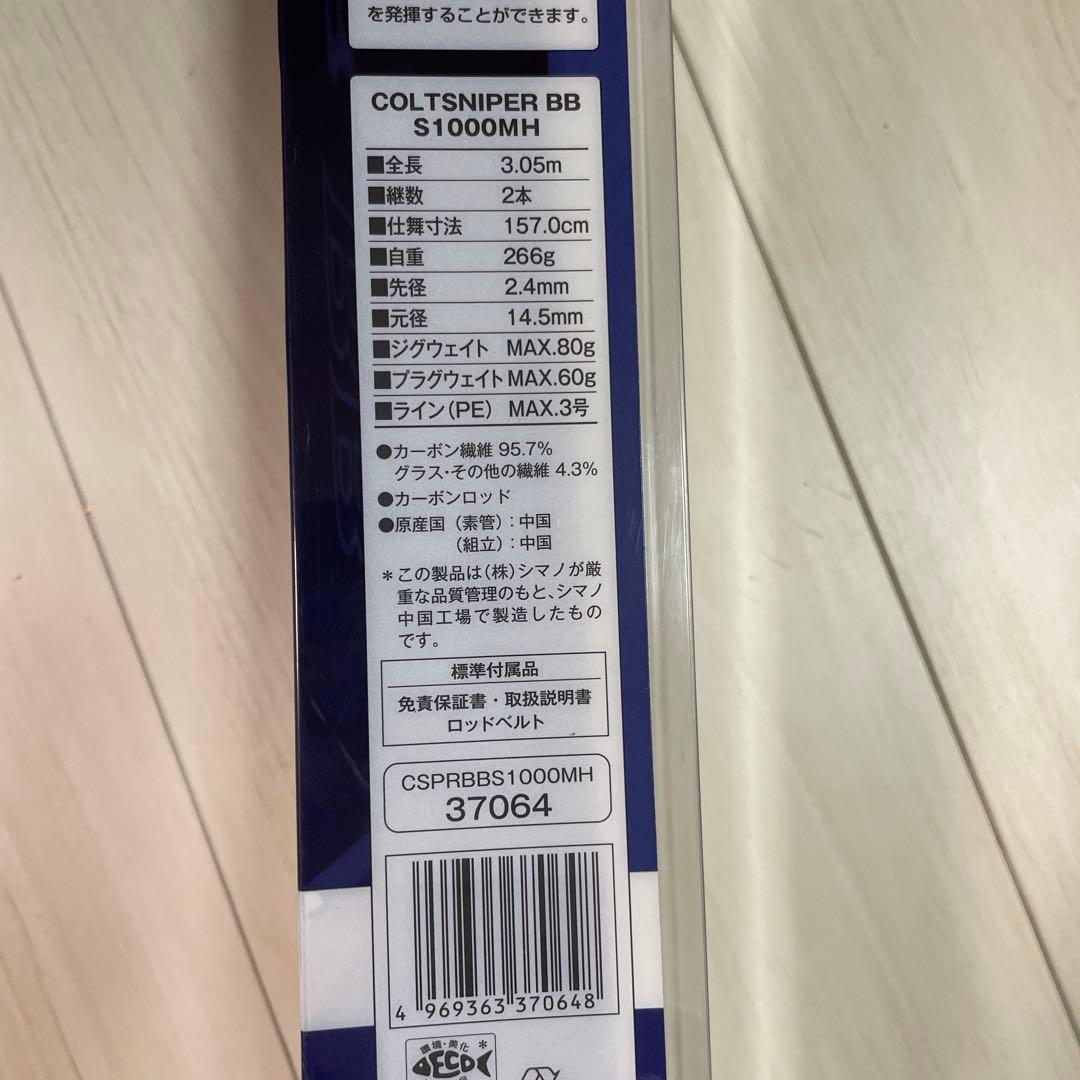 を発揮することができます。
COLTSNIPER BB
S1000MH
■全長 3.05m
■継数 2本
■仕舞寸法 157.0cm
■自重 266g
■先径 2.4mm
■元径 14.5mm
■ジグウェイト MAX.80g
■プラグウェイト MAX.60g
■ライン(PE) MAX.3号
●カーボン繊維 95.7%
グラス・その他の繊維 4.3%
●カーボンロッド
●原産国(素管):中国
(組立):中国
*この製品は(株)シマノが厳
重な品質管理のもと、シマノ
中国工場で製造したもの
です。
標準付属品
免責保証書・取扱説明書
ロッドベルト
CSPRBBS1000MH
37064
4 969363 370648
環境・美化 *
DECO